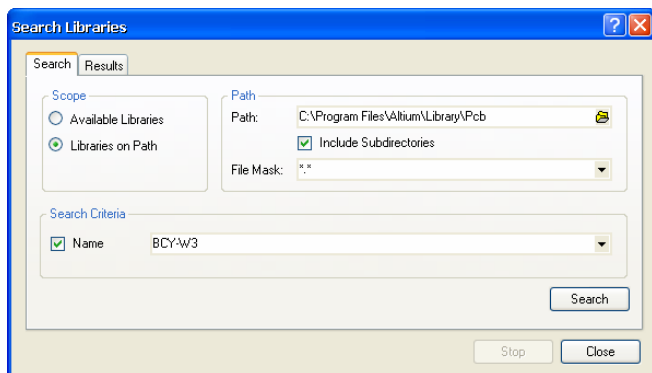 Search Libraries
Search Results
Scope
Available Libraries
Libraries on Path
Path
Path: C:\Program Files\Altium\Library\Pcb
Include Subdirectories
File Mask: *.*
Search Criteria
Name BCY-W3
Search
Stop Close